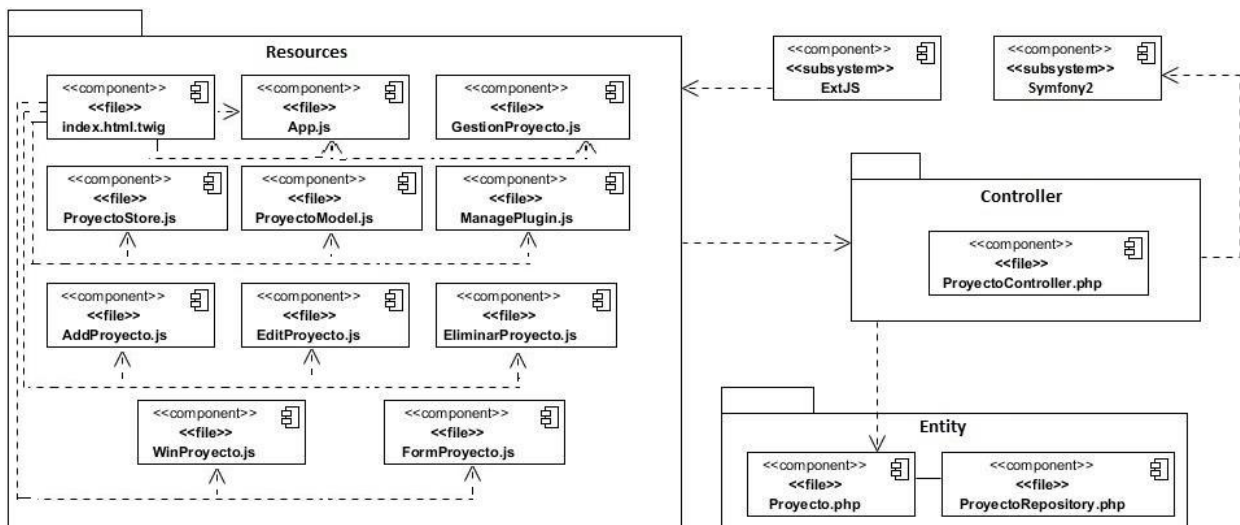 Resources
<<component>>
<<file>>
index.html.twig
<<component>>
<<file>>
App.js
<<component>>
<<file>>
GestionProyecto.js
<<component>>
<<file>>
ProyectoStore.js
<<component>>
<<file>>
ProyectoModel.js
<<component>>
<<file>>
ManagePlugin.js
<<component>>
<<file>>
AddProyecto.js
<<component>>
<<file>>
EditProyecto.js
<<component>>
<<file>>
EliminarProyecto.js
<<component>>
<<file>>
WinProyecto.js
<<component>>
<<file>>
FormProyecto.js
<<component>>
<<subsystem>>
ExtJS
<<component>>
<<subsystem>>
Symfony2
Controller
<<component>>
<<file>>
ProyectoController.php
Entity
<<component>>
<<file>>
Proyecto.php
<<component>>
<<file>>
ProyectoRepository.php